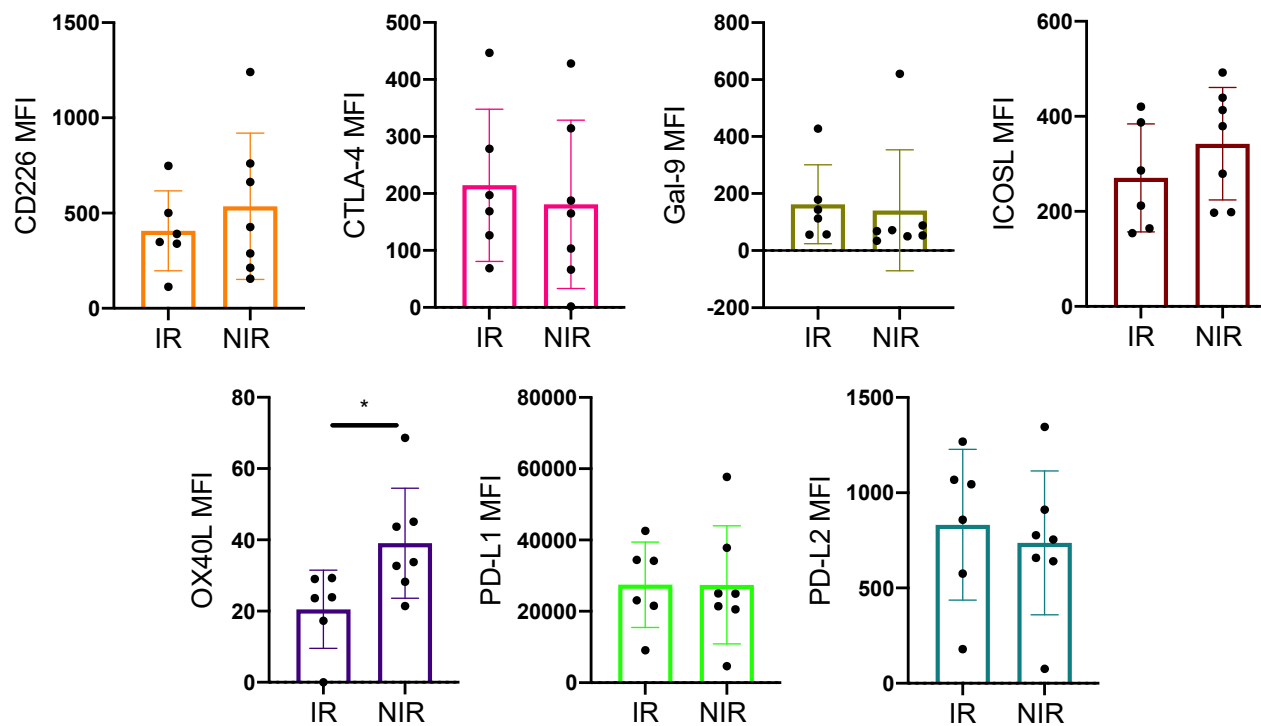 CD226 MFI
1500
1000
500
0
IR NIR
CTLA-4 MFI
500
400
300
200
100
0
IR NIR
Gal-9 MFI
800
600
400
200
0
-200
IR NIR
ICOSL MFI
600
400
200
0
IR NIR
OX40L MFI
80
60
40
20
0
*
IR NIR
PD-L1 MFI
80000
60000
40000
20000
0
IR NIR
PD-L2 MFI
1500
1000
500
0
IR NIR